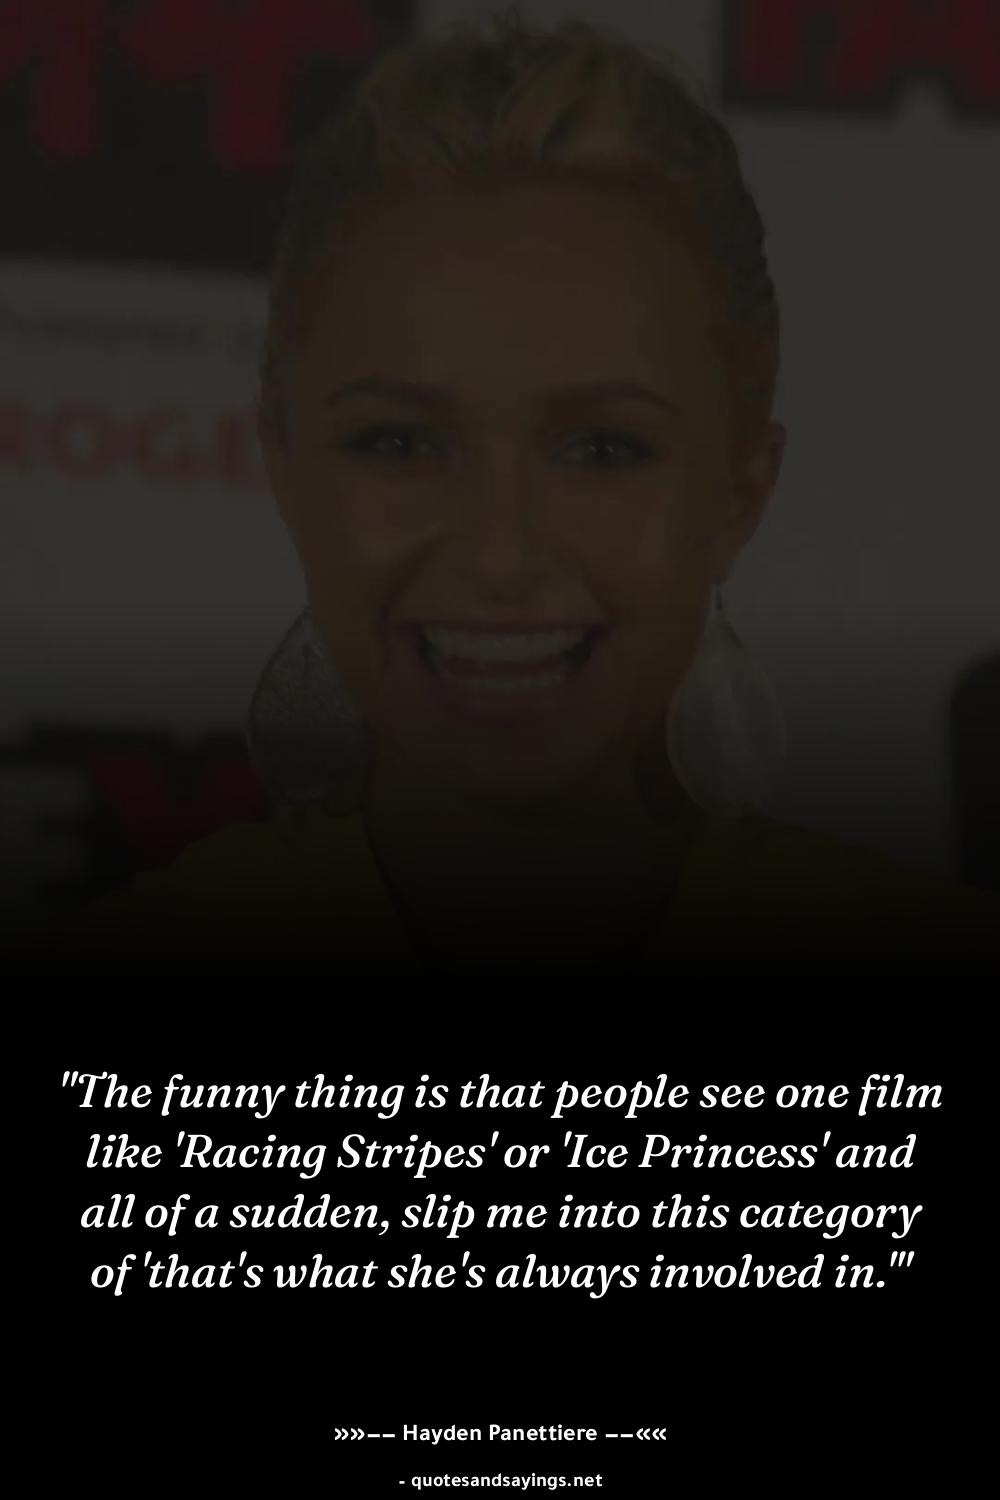 "The funny thing is that people see one film
like 'Racing Stripes' or 'Ice Princess' and
all of a sudden, slip me into this category
of 'that's what she's always involved in.'"
»»–– Hayden Panettiere ––««
- quotesandsayings.net